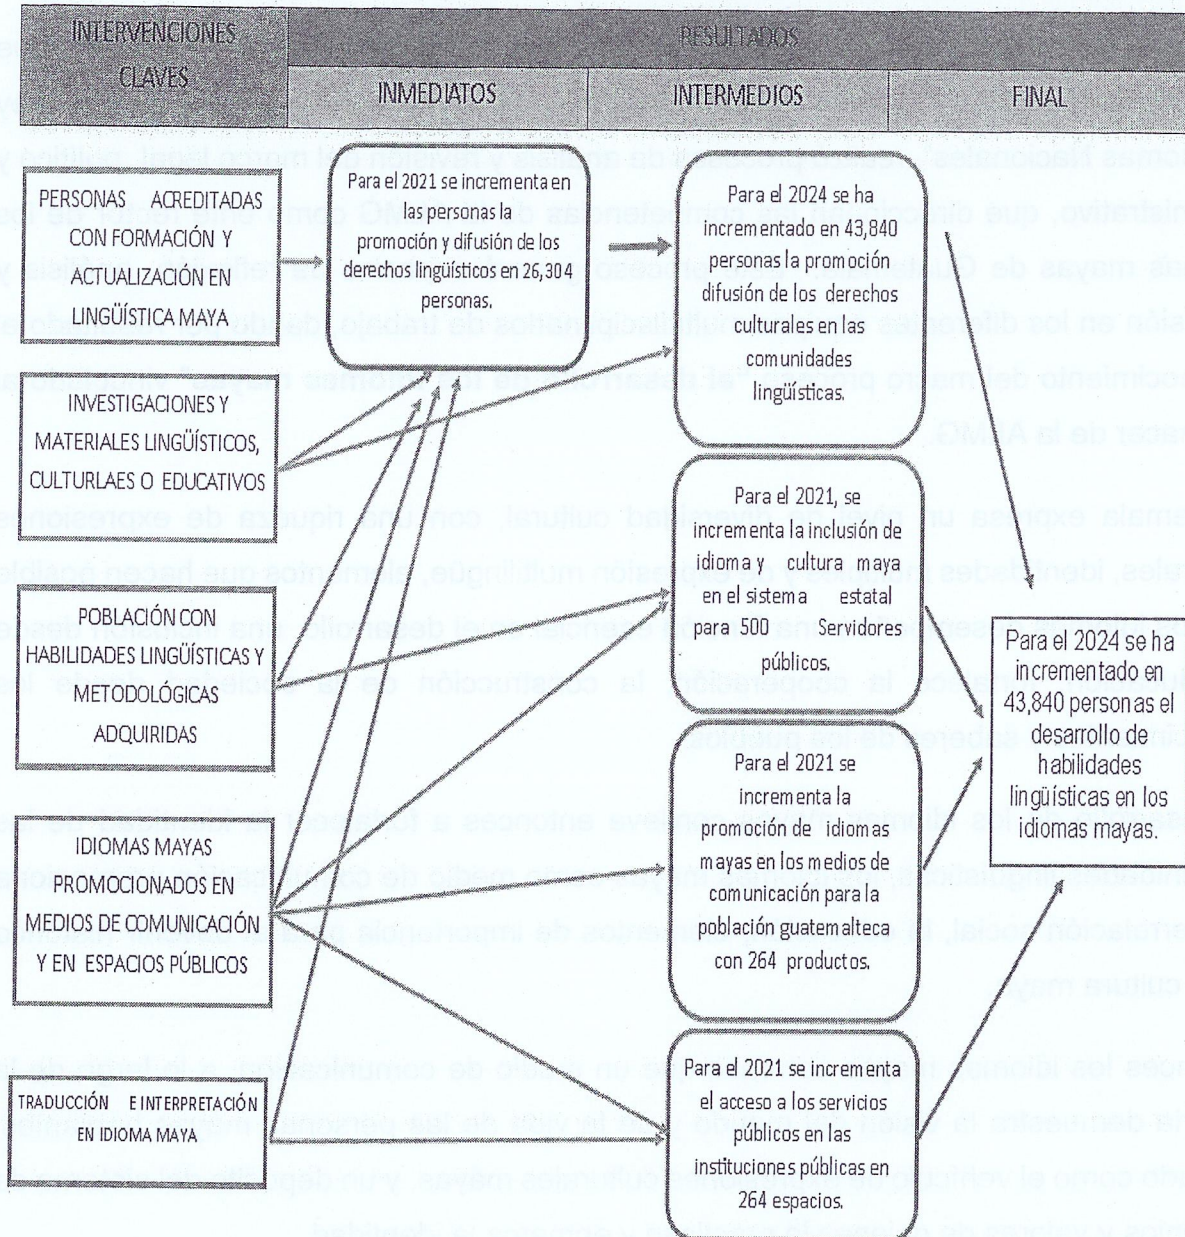 INTERVENCIONES
CLAVES
RESULTADOS
INMEDIATOS
INTERMEDIOS
FINAL
PERSONAS ACREDITADAS
CON FORMACIÓN Y
ACTUALIZACIÓN EN
LINGÜÍSTICA MAYA
Para el 2021 se incrementa en
las personas la
promoción y difusión de los
derechos lingüísticos en 26,304
personas.
Para el 2024 se ha
incrementado en 43,840
personas la promoción
difusión de los derechos
culturales en las
comunidades
lingüísticas.
INVESTIGACIONES Y
MATERIALES LINGÜÍSTICOS,
CULTURLAES O EDUCATIVOS
Para el 2021, se
incrementa la inclusión de
idioma y cultura maya
en el sistema estatal
para 500 Servidores
públicos.
POBLACIÓN CON
HABILIDADES LINGÜÍSTICAS Y
METODOLÓGICAS
ADQUIRIDAS
Para el 2024 se ha
incrementado en
43,840 personas el
desarrollo de
habilidades
lingüísticas en los
idiomas mayas.
Para el 2021 se
incrementa la
promoción de idiomas
mayas en los medios de
comunicación para la
población guatemalteca
con 264 productos.
IDIOMAS MAYAS
PROMOCIONADOS EN
MEDIOS DE COMUNICACIÓN
Y EN ESPACIOS PÚBLICOS
Para el 2021 se incrementa
el acceso a los servicios
públicos en las
instituciones públicas en
264 espacios.
TRADUCCIÓN E INTERPRETACIÓN
EN IDIOMA MAYA